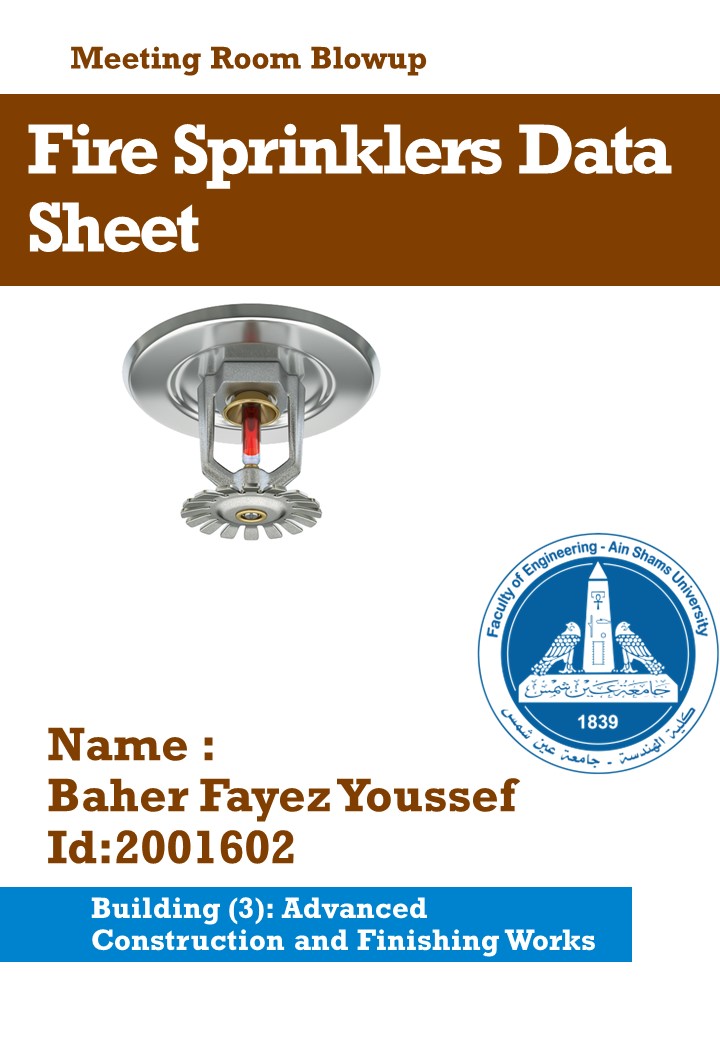 Meeting Room Blowup
Fire Sprinklers Data
Sheet
Faculty of Engineering - Ain Shams University
جامعة عين شمس
1839
كلية الهندسة - جامعة عين شمس
Name :
Baher Fayez Youssef
Id:2001602
Building (3): Advanced
Construction and Finishing Works